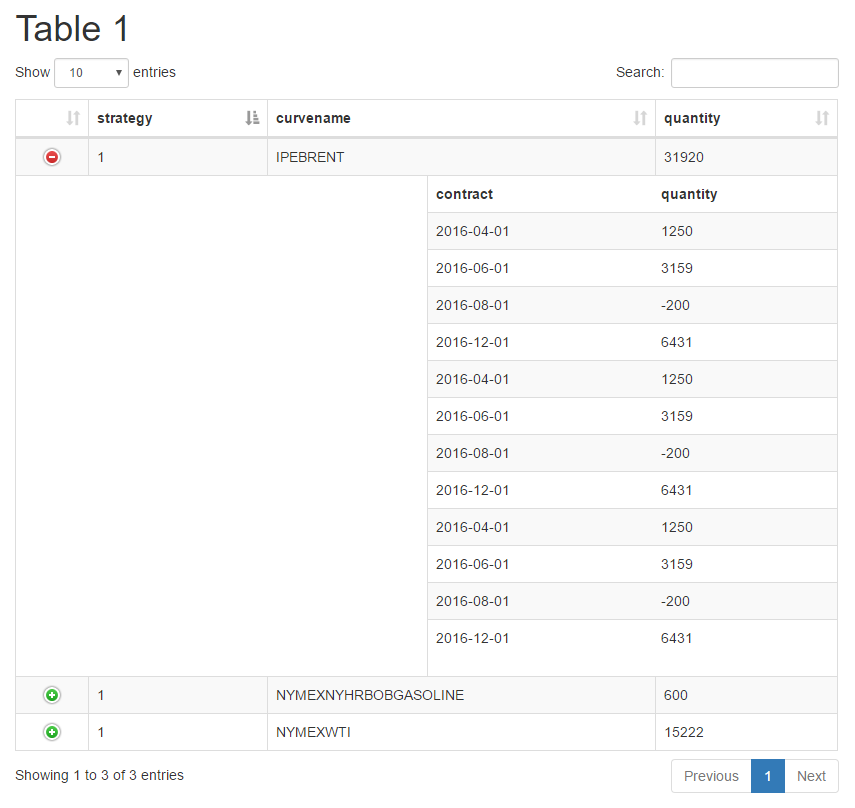 Table 1
Show 10 entries Search:
strategy curvename quantity
1 IPEBRENT 31920
contract quantity
2016-04-01 1250
2016-06-01 3159
2016-08-01 -200
2016-12-01 6431
2016-04-01 1250
2016-06-01 3159
2016-08-01 -200
2016-12-01 6431
2016-04-01 1250
2016-06-01 3159
2016-08-01 -200
2016-12-01 6431
1 NYMEXNYHRBOBGASOLINE 600
1 NYMEXWTI 15222
Showing 1 to 3 of 3 entries Previous 1 Next